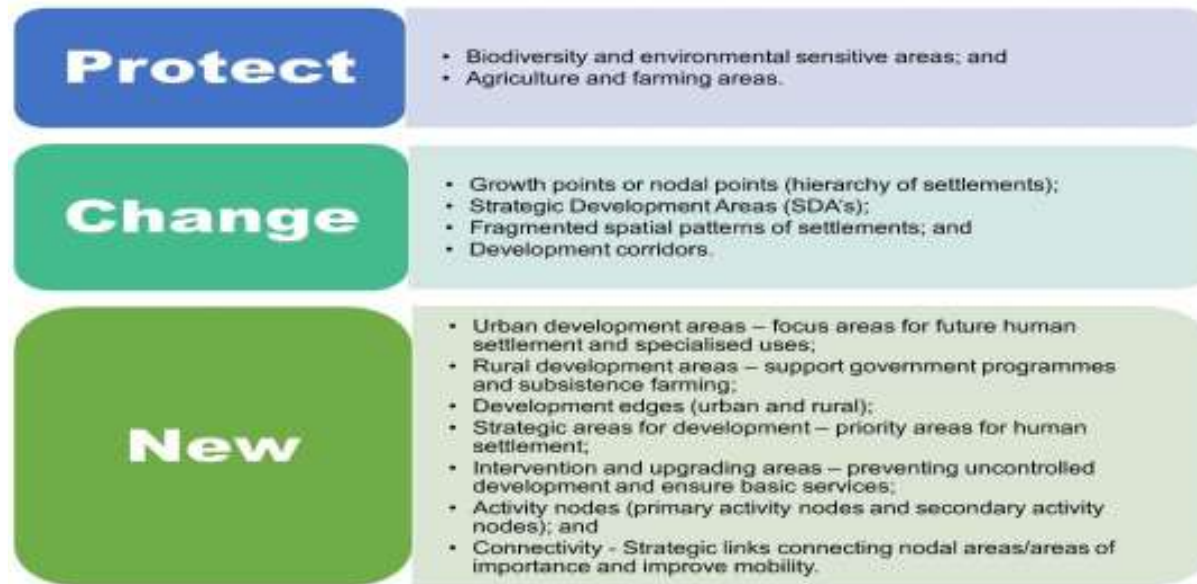 Protect
• Biodiversity and environmental sensitive areas; and
• Agriculture and farming areas.
Change
• Growth points or nodal points (hierarchy of settlements);
• Strategic Development Areas (SDA's);
• Fragmented spatial patterns of settlements; and
• Development corridors.
New
• Urban development areas – focus areas for future human
settlement and specialised uses;
• Rural development areas – support government programmes
and subsistence farming;
• Development edges (urban and rural);
• Strategic areas for development – priority areas for human
settlement;
• Intervention and upgrading areas – preventing uncontrolled
development and ensure basic services;
• Activity nodes (primary activity nodes and secondary activity
nodes); and
• Connectivity - Strategic links connecting nodal areas/areas of
importance and improve mobility.